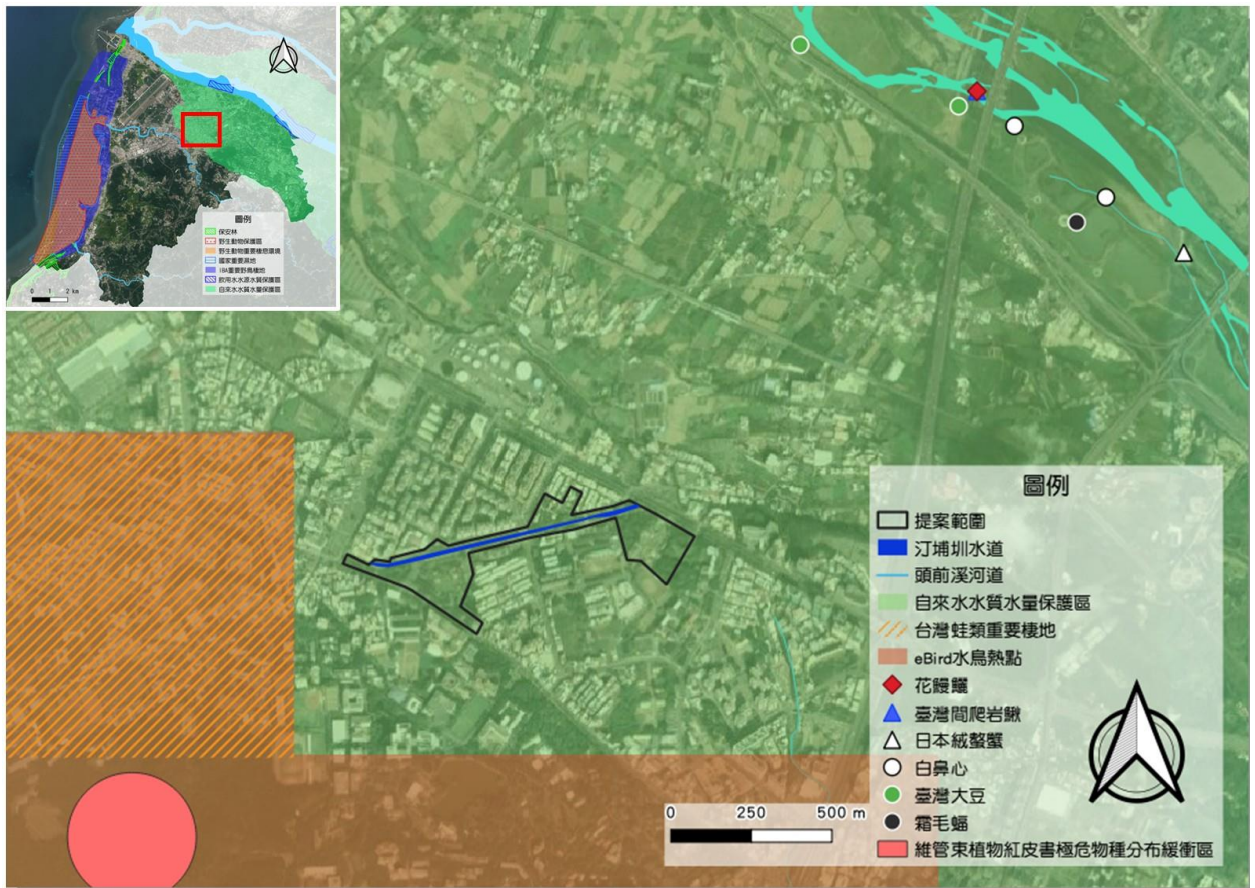 圖例
保安林
野生動物保護區
野生動物重要棲息環境
國家重要濕地
IBA重要野鳥棲地
飲用水水源水質保護區
自來水水質水量保護區
0 1 2 km
圖例
提案範圍
汀埔圳水道
頭前溪河道
自來水水質水量保護區
台灣蛙類重要棲地
eBird水鳥熱點
花鰻鱺
臺灣間爬岩鰍
日本絨螯蟹
白鼻心
臺灣大豆
霜毛蝠
維管束植物紅皮書極危物種分布緩衝區
0 250 500 m